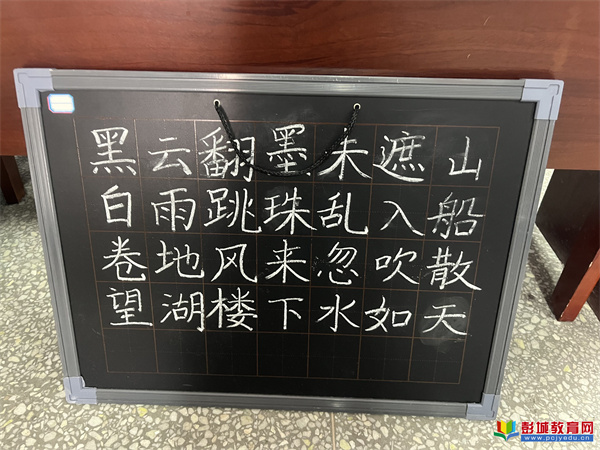 黑云翻墨未遮山
白雨跳珠乱入船
卷地风来忽吹散
望湖楼下水如天
彭城教育网
www.pcjyedu.cn